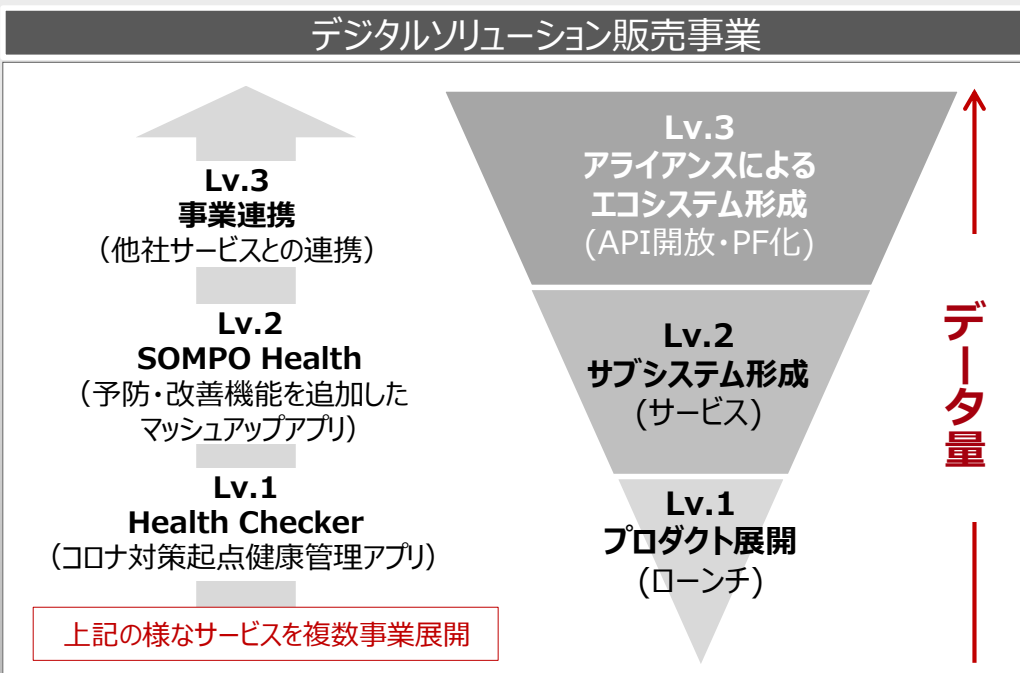 デジタルソリューション販売事業
Lv.3
事業連携
（他社サービスとの連携）
Lv.2
SOMPO Health
（予防・改善機能を追加した
マッシュアップアプリ）
Lv.1
Health Checker
（コロナ対策起点健康管理アプリ）
上記の様なサービスを複数事業展開
Lv.3
アライアンスによる
エコシステム形成
(API開放・PF化)
Lv.2
サブシステム形成
(サービス)
Lv.1
プロダクト展開
(ローンチ)
データ量